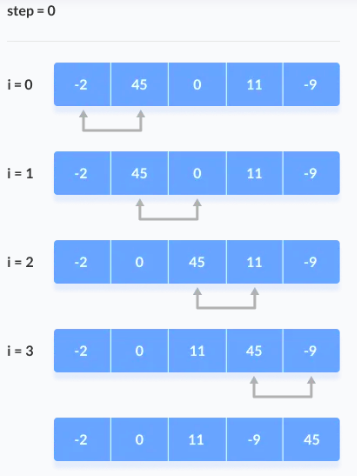 step = 0
i = 0 -2 45 0 11 -9
i = 1 -2 45 0 11 -9
i = 2 -2 0 45 11 -9
i = 3 -2 0 11 45 -9
-2 0 11 -9 45